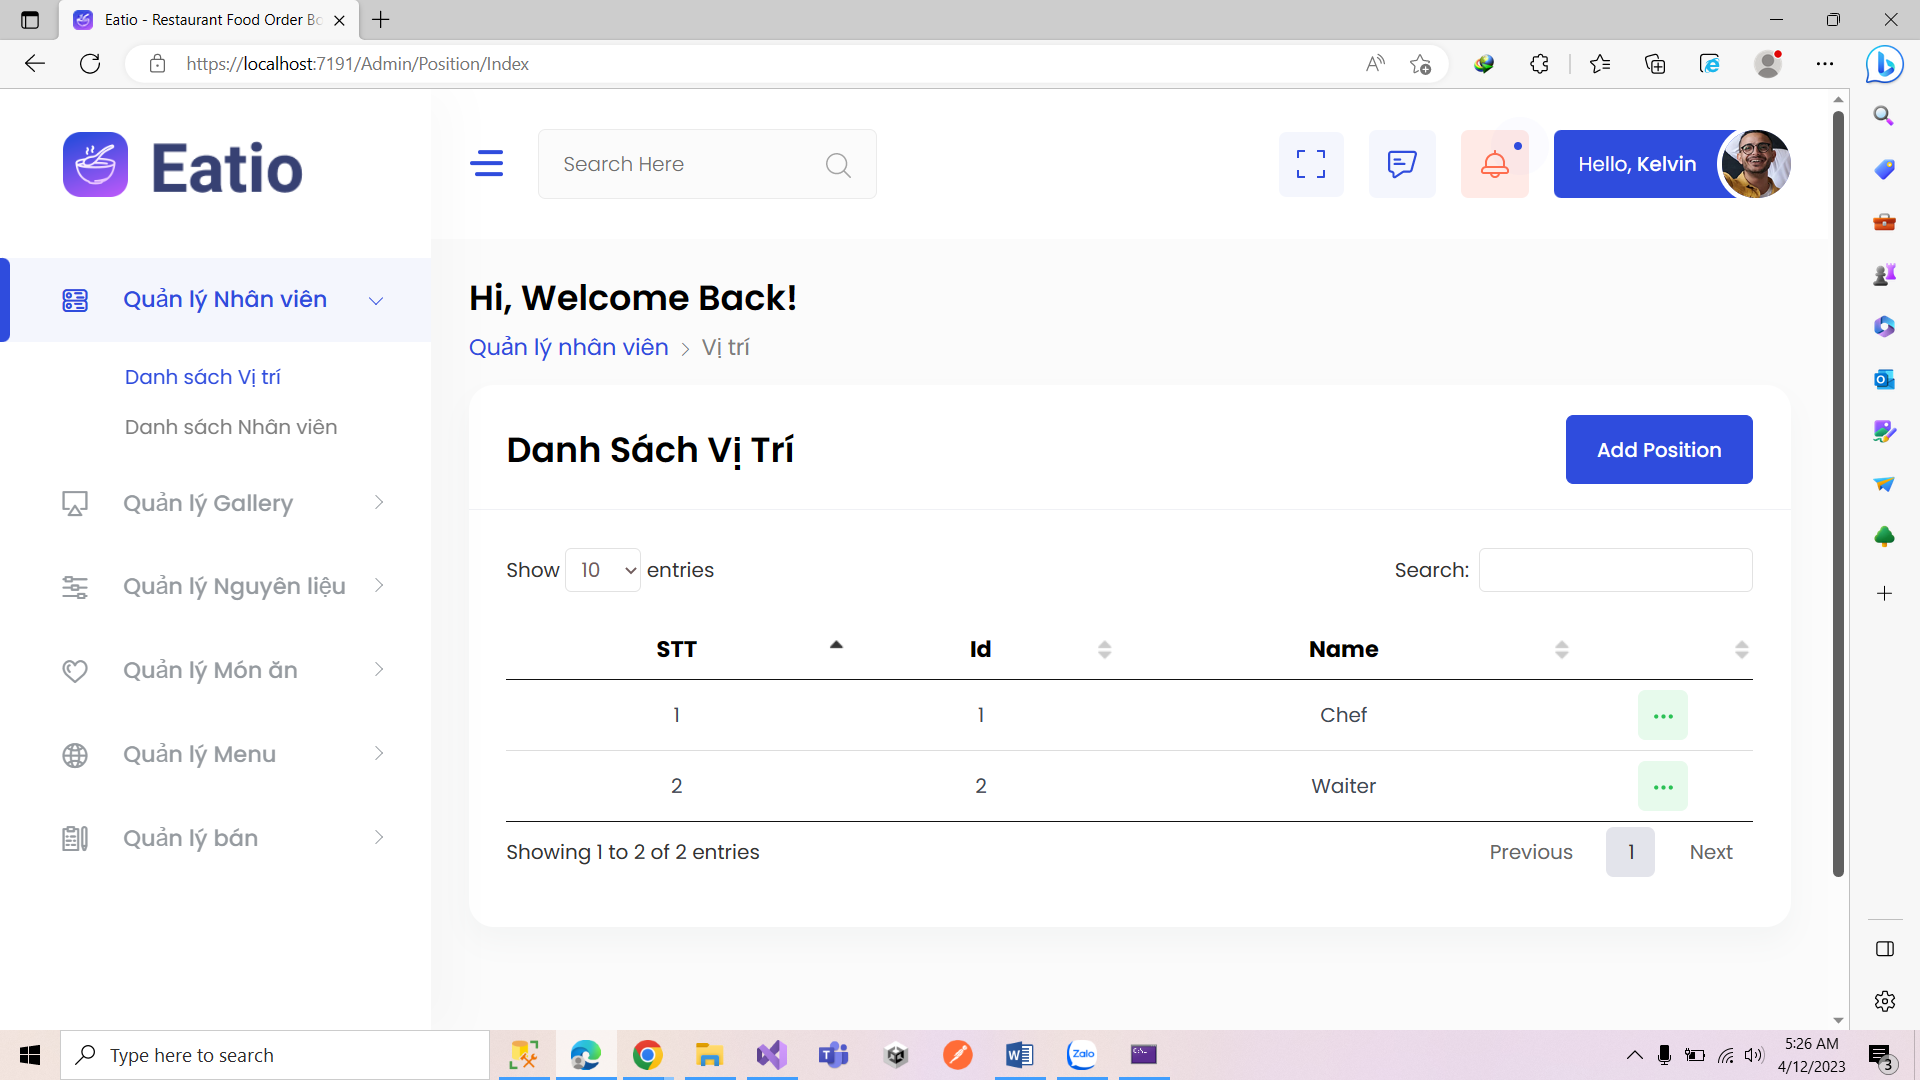 Eatio - Restaurant Food Order Bo
https://localhost:7191/Admin/Position/Index
Eatio
Search Here
Hello, Kelvin
Quản lý Nhân viên
Danh sách Vị trí
Danh sách Nhân viên
Quản lý Gallery
Quản lý Nguyên liệu
Quản lý Món ăn
Quản lý Menu
Quản lý bán
Hi, Welcome Back!
Quản lý nhân viên > Vị trí
Danh Sách Vị Trí
Add Position
Show 10 entries
Search:
STT Id Name
1 1 Chef
2 2 Waiter
Showing 1 to 2 of 2 entries
Previous 1 Next
Type here to search
Zalo
5:26 AM
4/12/2023
3